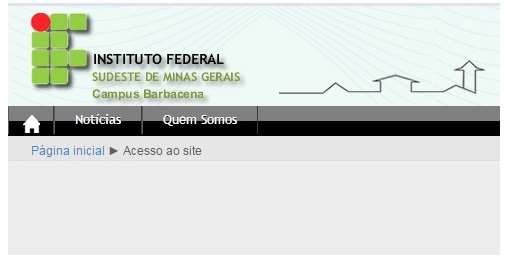 INSTITUTO FEDERAL
SUDESTE DE MINAS GERAIS
Campus Barbacena
Notícias Quem Somos
Página inicial ► Acesso ao site